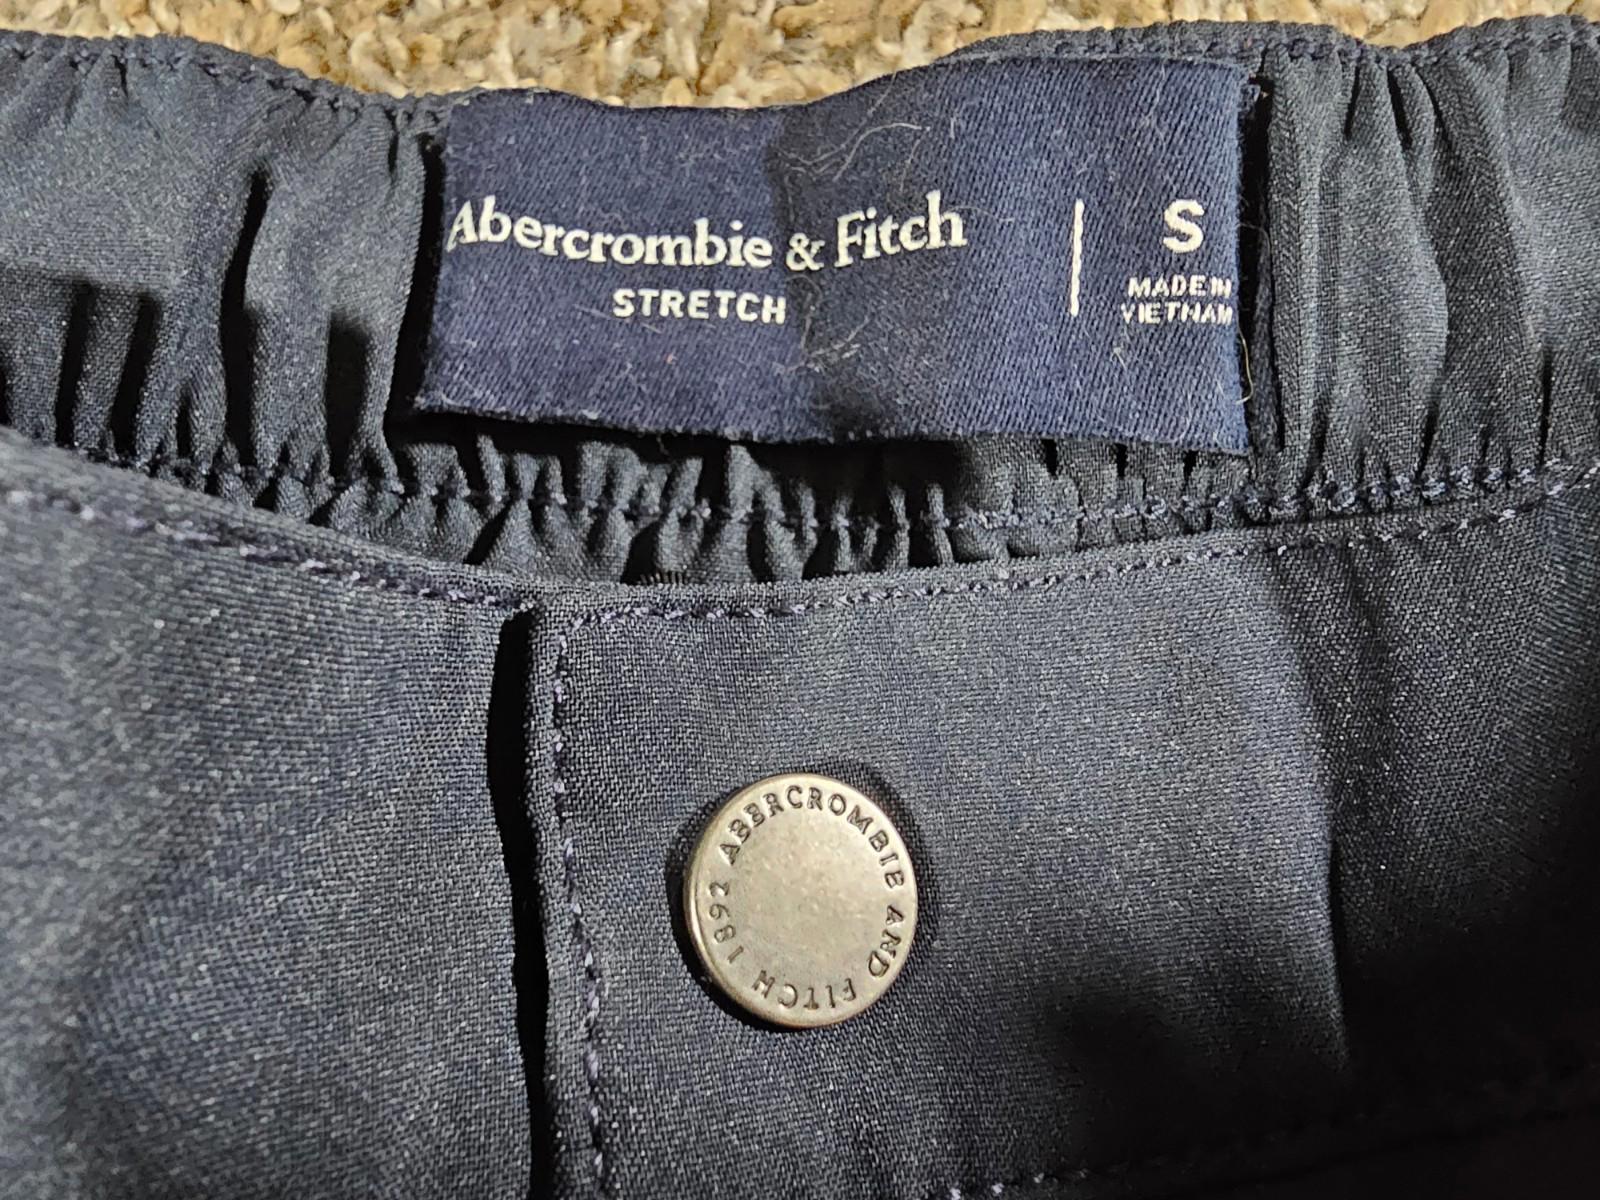 Abercrombie & Fitch
STRETCH
S
MADE IN
VIETNAM
ABERCROMBIE AND FITCH 1892